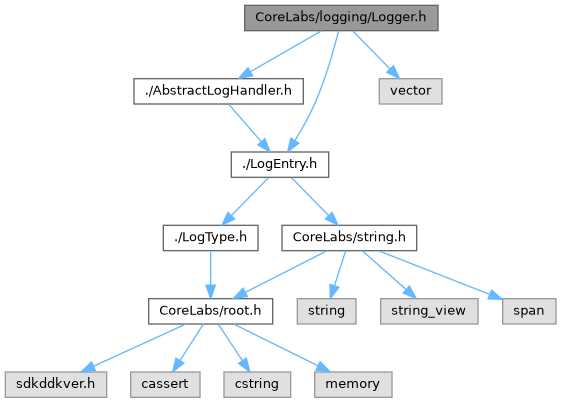 CoreLabs/logging/Logger.h
./AbstractLogHandler.h
vector
./LogEntry.h
./LogType.h
CoreLabs/string.h
CoreLabs/root.h
string
string_view
span
sdkddkver.h
cassert
cstring
memory